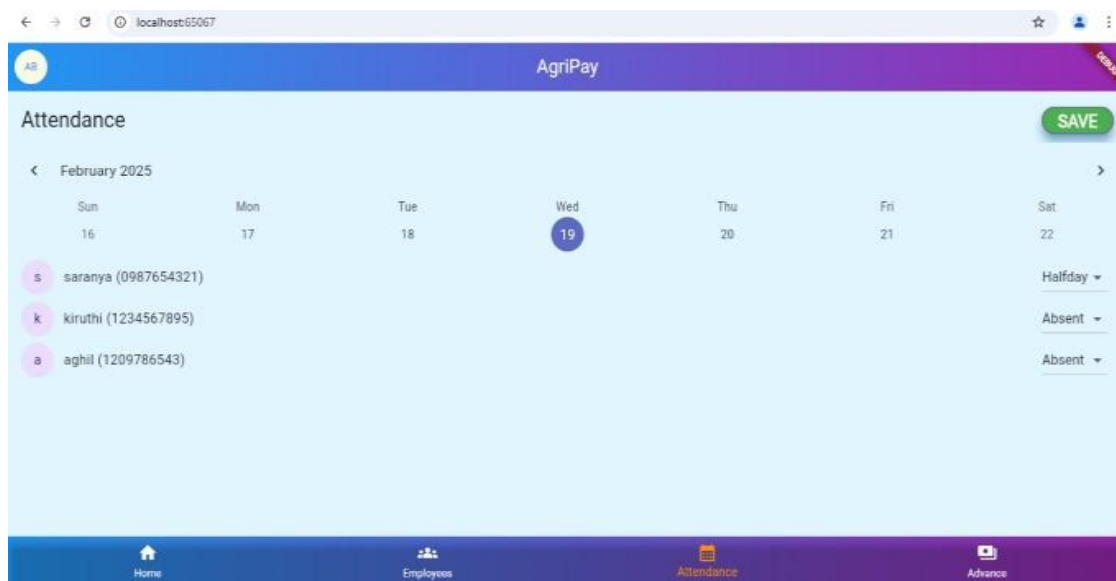 localhost:65067
AB
AgriPay
DEBUG
Attendance
SAVE
February 2025
Sun Mon Tue Wed Thu Fri Sat
16 17 18 19 20 21 22
s saranya (0987654321) Halfday
k kiruthi (1234567895) Absent
a aghil (1209786543) Absent
Home Employees Attendance Advance